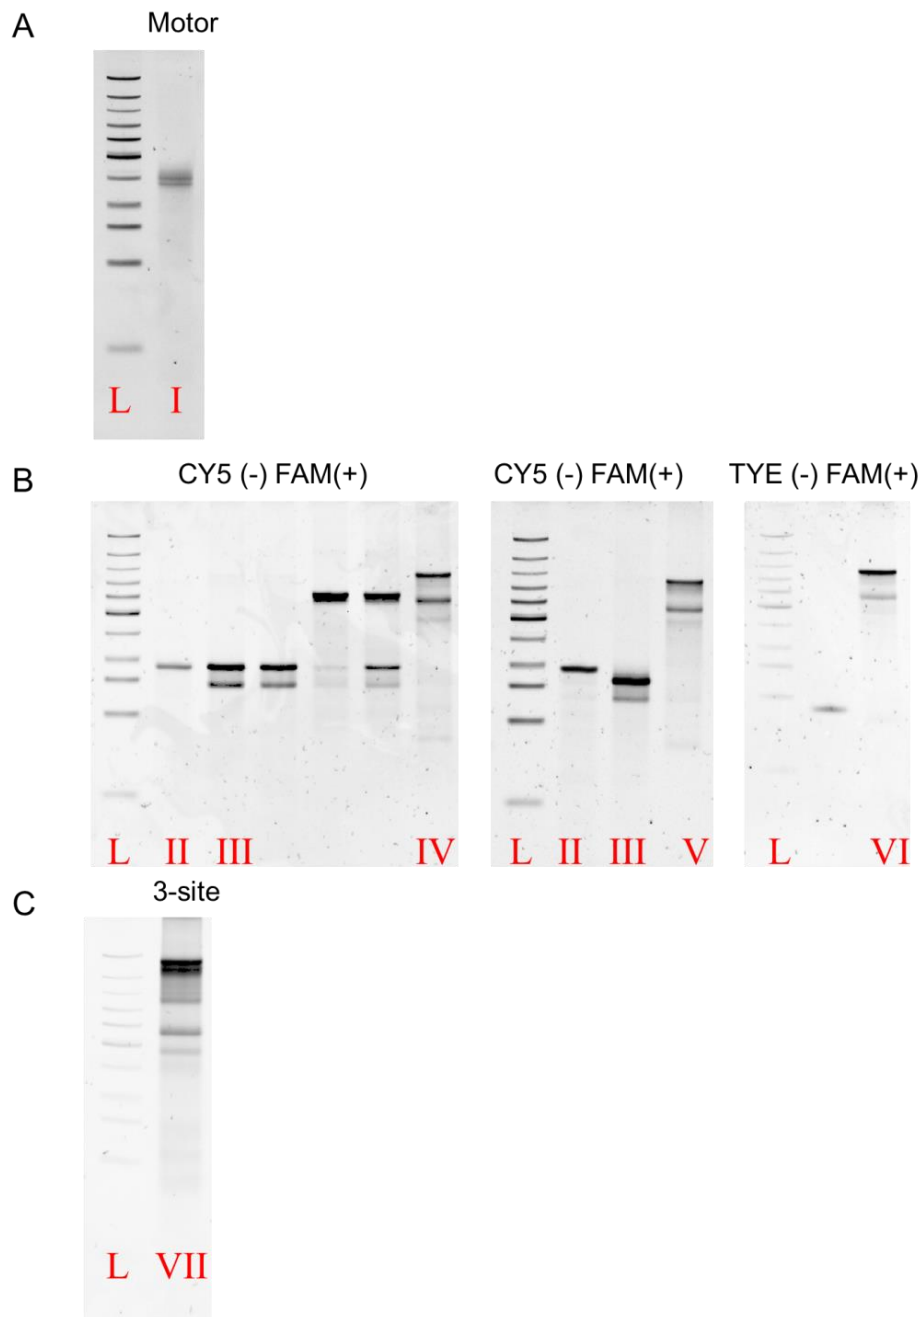 A
Motor
L I
B
CY5 (-) FAM(+) CY5 (-) FAM(+) TYE (-) FAM(+)
L II III IV L II III V L VI
C
3-site
L VII